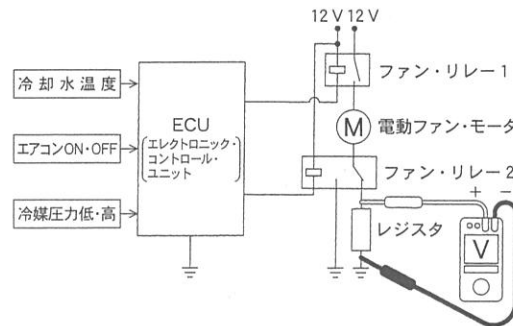 12V 12V
ファン・リレー1
冷却水温度
ECU
(エレクトロニック・
コントロール・
ユニット)
M
電動ファン・モータ
エアコンON・OFF
ファン・リレー2
冷媒圧力低・高
レジスタ
+ −
V